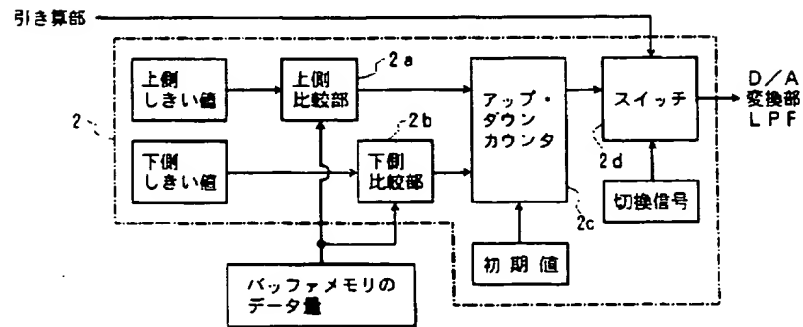 引き算部
上側
しきい値
上側
比較部
2a
アップ・
ダウン
カウンタ
スイッチ
D/A
変換部
LPF
2
2b
下側
しきい値
下側
比較部
2d
切換信号
2c
初期値
バッファメモリの
データ量